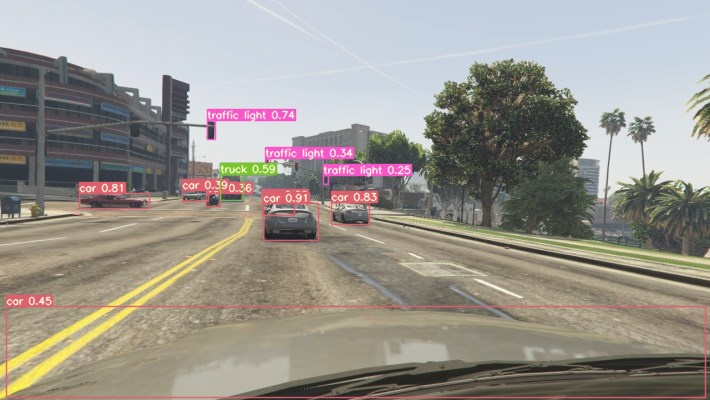 traffic light 0.74
traffic light 0.34
truck 0.59
traffic light 0.25
car 0.81
car 0.39
0.36
car 0.91
car 0.83
car 0.45